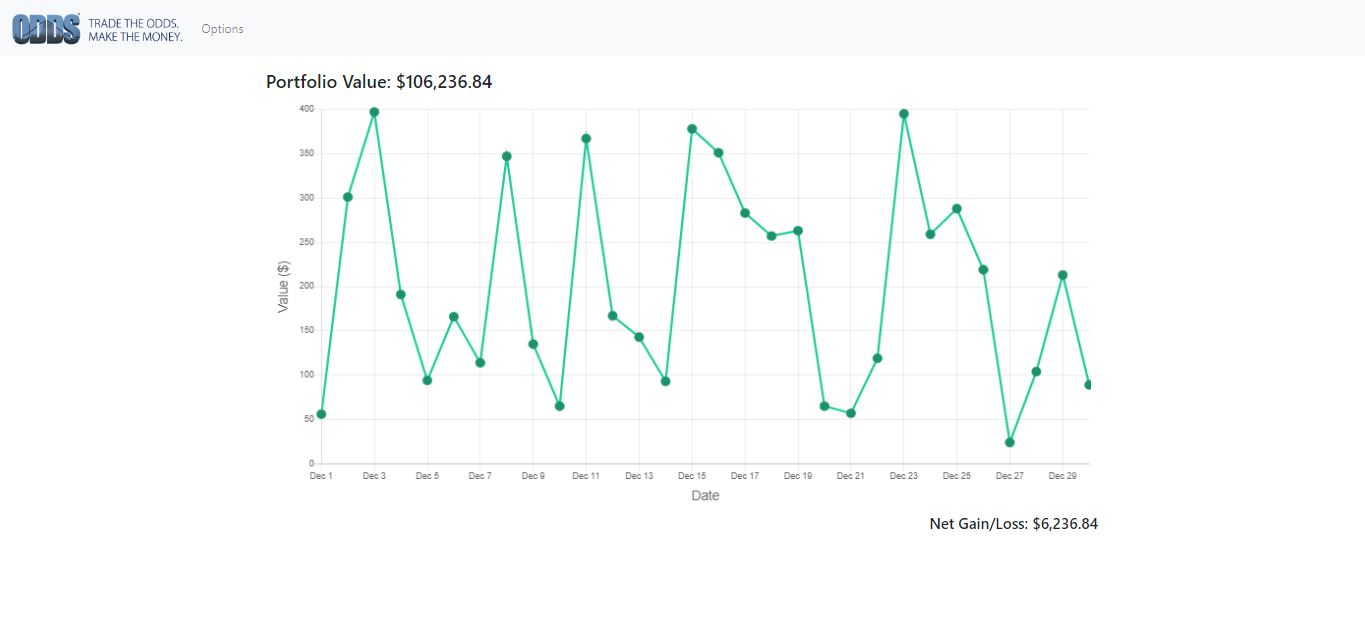 ODDS
TRADE THE ODDS.
MAKE THE MONEY.
Options
Portfolio Value: $106,236.84
400
350
300
250
200
150
100
50
0
Value ($)
Dec 1 Dec 3 Dec 5 Dec 7 Dec 9 Dec 11 Dec 13 Dec 15 Dec 17 Dec 19 Dec 21 Dec 23 Dec 25 Dec 27 Dec 29
Date
Net Gain/Loss: $6,236.84